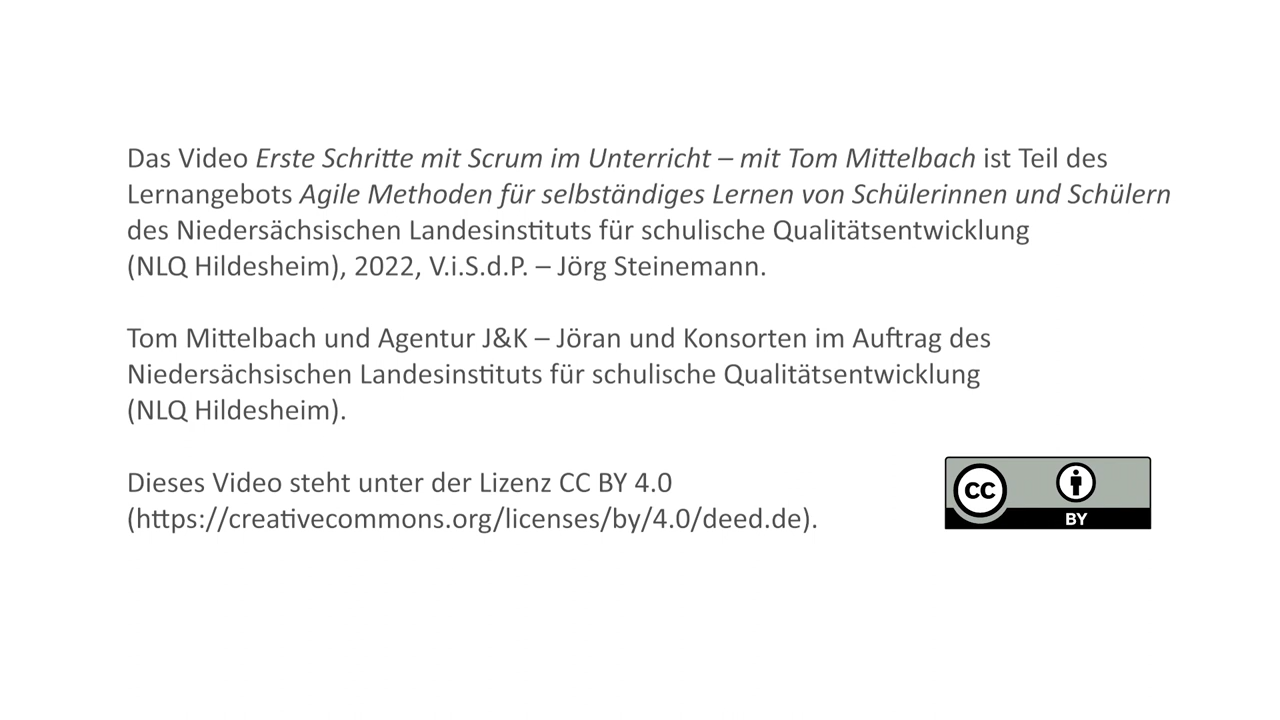 Das Video Erste Schritte mit Scrum im Unterricht – mit Tom Mittelbach ist Teil des
Lernangebots Agile Methoden für selbständiges Lernen von Schülerinnen und Schülern
des Niedersächsischen Landesinstituts für schulische Qualitätsentwicklung
(NLQ Hildesheim), 2022, V.i.S.d.P. – Jörg Steinemann.
Tom Mittelbach und Agentur J&K – Jöran und Konsorten im Auftrag des
Niedersächsischen Landesinstituts für schulische Qualitätsentwicklung
(NLQ Hildesheim).
Dieses Video steht unter der Lizenz CC BY 4.0
(https://creativecommons.org/licenses/by/4.0/deed.de).
CC
BY